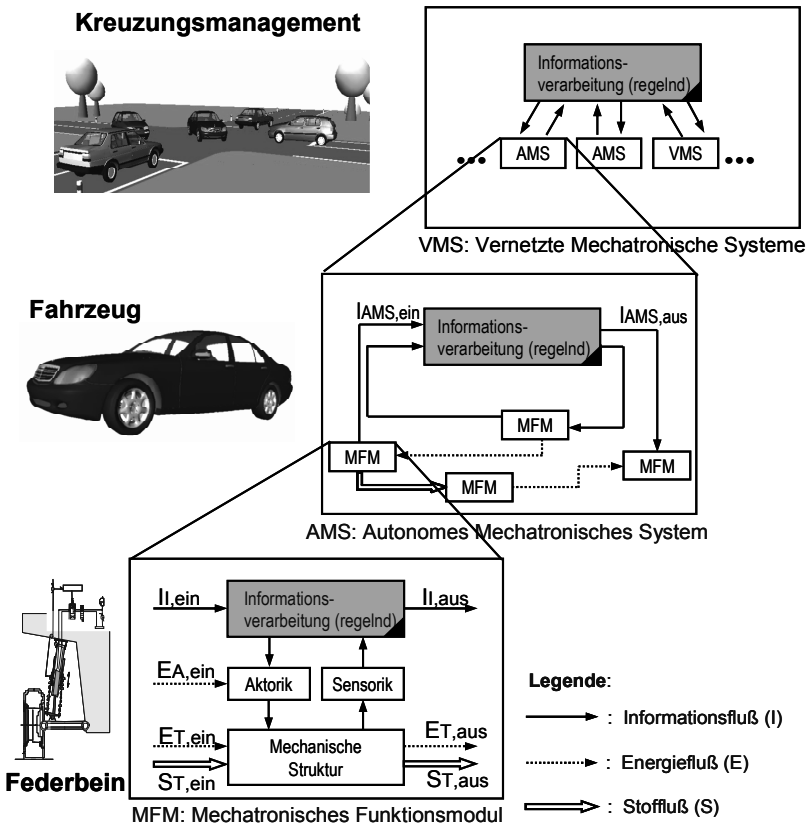 Kreuzungsmanagement
Informations-
verarbeitung (regelnd)
••• AMS AMS VMS •••
VMS: Vernetzte Mechatronische Systeme
Fahrzeug
IAMS,ein
IAMS,aus
Informations-
verarbeitung (regelnd)
MFM
MFM
MFM
MFM
AMS: Autonomes Mechatronisches System
II,ein
Informations-
verarbeitung (regelnd)
II,aus
EA,ein
Aktorik
Sensorik
ET,ein
Mechanische
Struktur
ET,aus
ST,ein
ST,aus
Federbein
MFM: Mechatronisches Funktionsmodul
Legende:
: Informationsfluß (I)
: Energiefluß (E)
: Stofffluß (S)